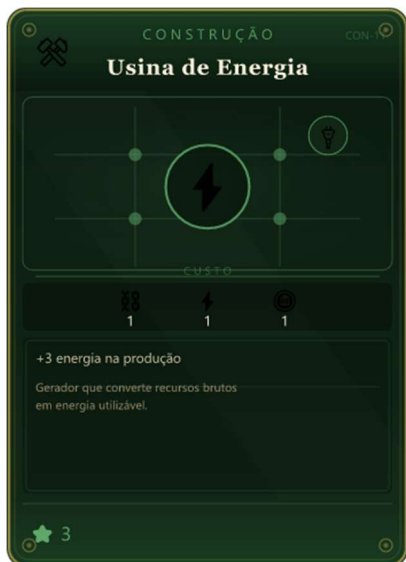 CONSTRUÇÃO
Usina de Energia
CUSTO
1 1 1
+3 energia na produção
Gerador que converte recursos brutos
em energia utilizável.
3